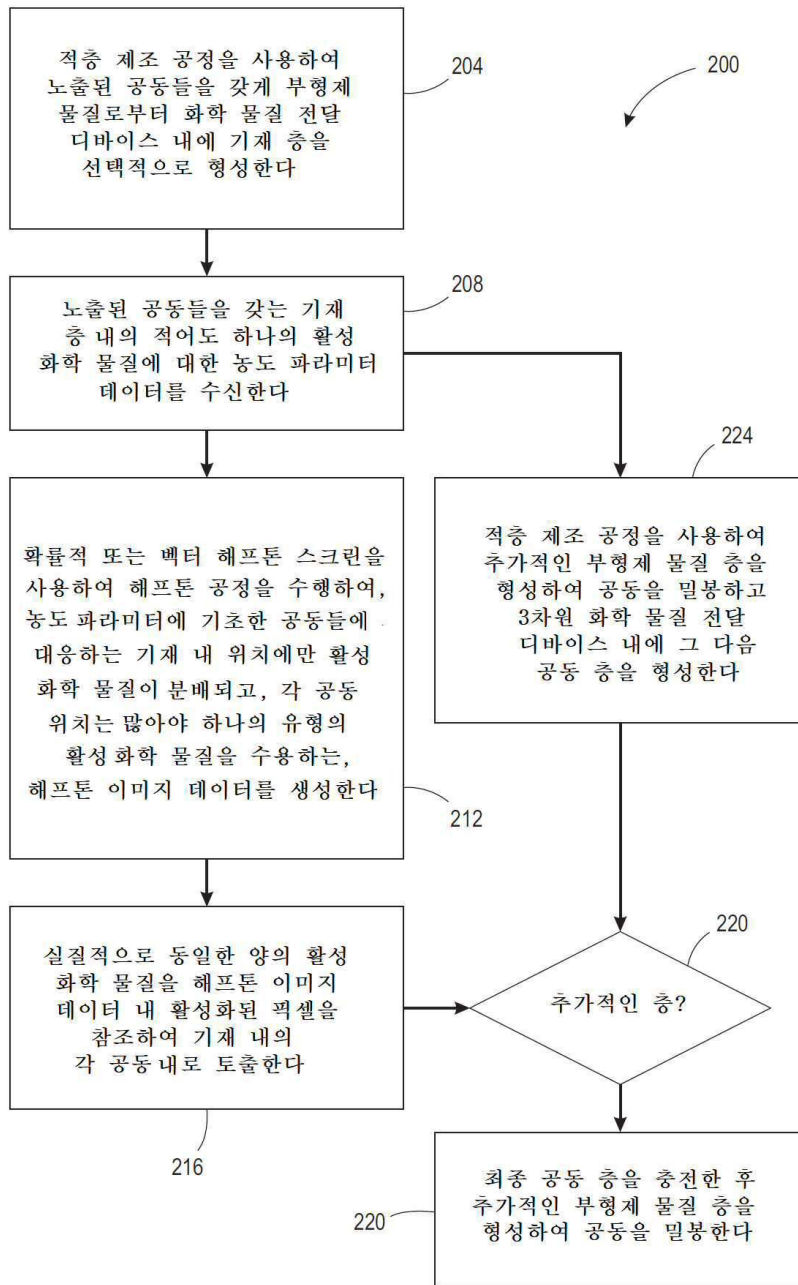 적층 제조 공정을 사용하여
노출된 공동들을 갖게 부형제
물질로부터 화학 물질 전달
디바이스 내에 기재 층을
선택적으로 형성한다
204
200
노출된 공동들을 갖는 기재
층 내의 적어도 하나의 활성
화학 물질에 대한 농도 파라미터
데이터를 수신한다
208
확률적 또는 벡터 해프톤 스크린을
사용하여 해프톤 공정을 수행하여,
농도 파라미터에 기초한 공동들에
대응하는 기재 내 위치에만 활성
화학 물질이 분배되고, 각 공동
위치는 많아야 하나의 유형의
활성 화학 물질을 수용하는,
해프톤 이미지 데이터를 생성한다
212
224
적층 제조 공정을 사용하여
추가적인 부형제 물질 층을
형성하여 공동을 밀봉하고
3차원 화학 물질 전달
디바이스 내에 그 다음
공동 층을 형성한다
실질적으로 동일한 양의 활성
화학 물질을 해프톤 이미지
데이터 내 활성화된 픽셀을
참조하여 기재 내의
각 공동 내로 토출한다
216
220
추가적인 층?
최종 공동 층을 충전한 후
추가적인 부형제 물질 층을
형성하여 공동을 밀봉한다
220